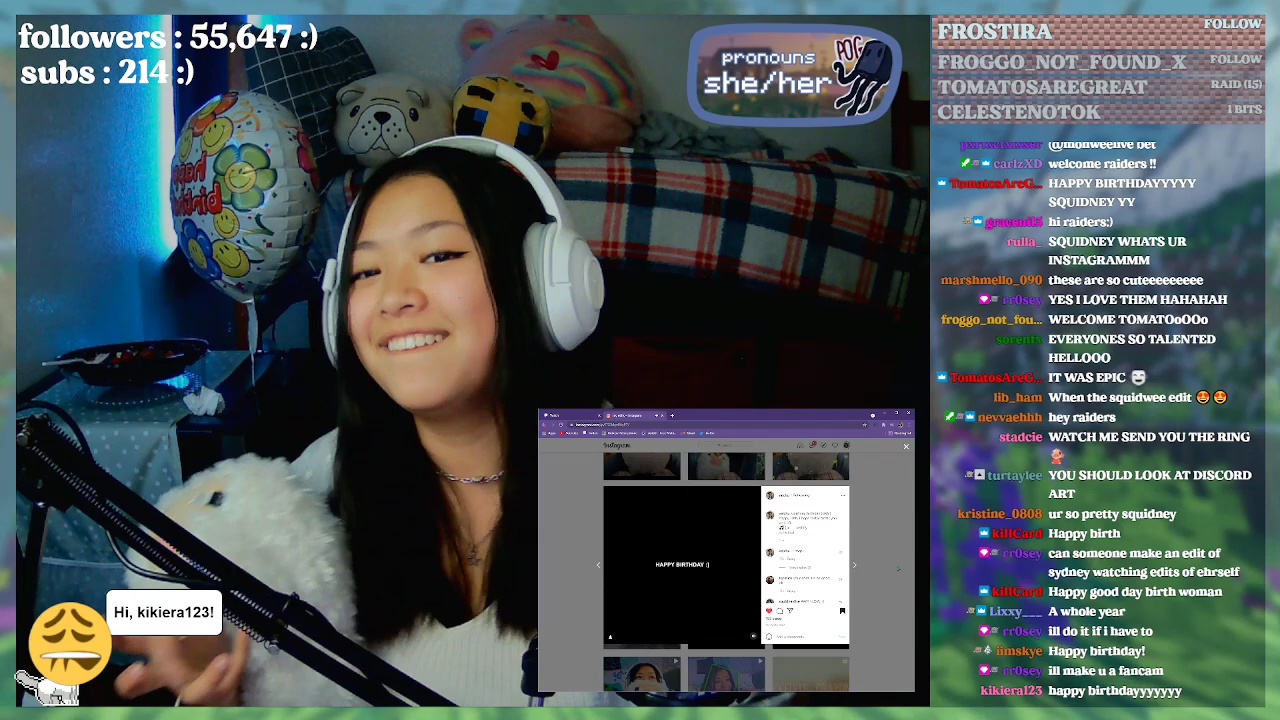 followers : 55,647 :)
subs : 214 :)
pronouns
she/her
POG
Happy
birthday
FROSTIRA FOLLOW
FROGGO_NOT_FOUND_X FOLLOW
TOMATOSAREGREAT RAID (15)
CELESTENOTOK 1 BITS
carlzXD welcome raiders !!
TomatosAreG... HAPPY BIRTHDAYYYYY
SQUIDNEY YY
hi raiders:)
rulla_ SQUIDNEY WHATS UR
INSTAGRAMMM
marshmello_090 these are so cuteeeeeeeee
rr0sey YES I LOVE THEM HAHAHAH
froggo_not_fou... WELCOME TOMATOoOOo
sorentx EVERYONES SO TALENTED
HELLOOO
TomatosAreG... IT WAS EPIC
lib_ham When the squidwee edit
nevvaehhh hi raiders
stadcie WATCH ME SEND YOU THE RING
turtaylee YOU SHOULD LOOK AT DISCORD
ART
kristine_0808 ur so pretty squidney
killCard Happy birth
rr0sey can someone make an edit of
sydney watching edits of herself
killCard Happy good day birth woman
Lixxy___ A whole year
rr0sey ill do it if i have to
iimskye Happy birthday!
rr0sey ill make u a fancam
kikiera123 happy birthdayyyyyyy
Instagram
HAPPY BIRTHDAY :)
Hi, kikiera123!